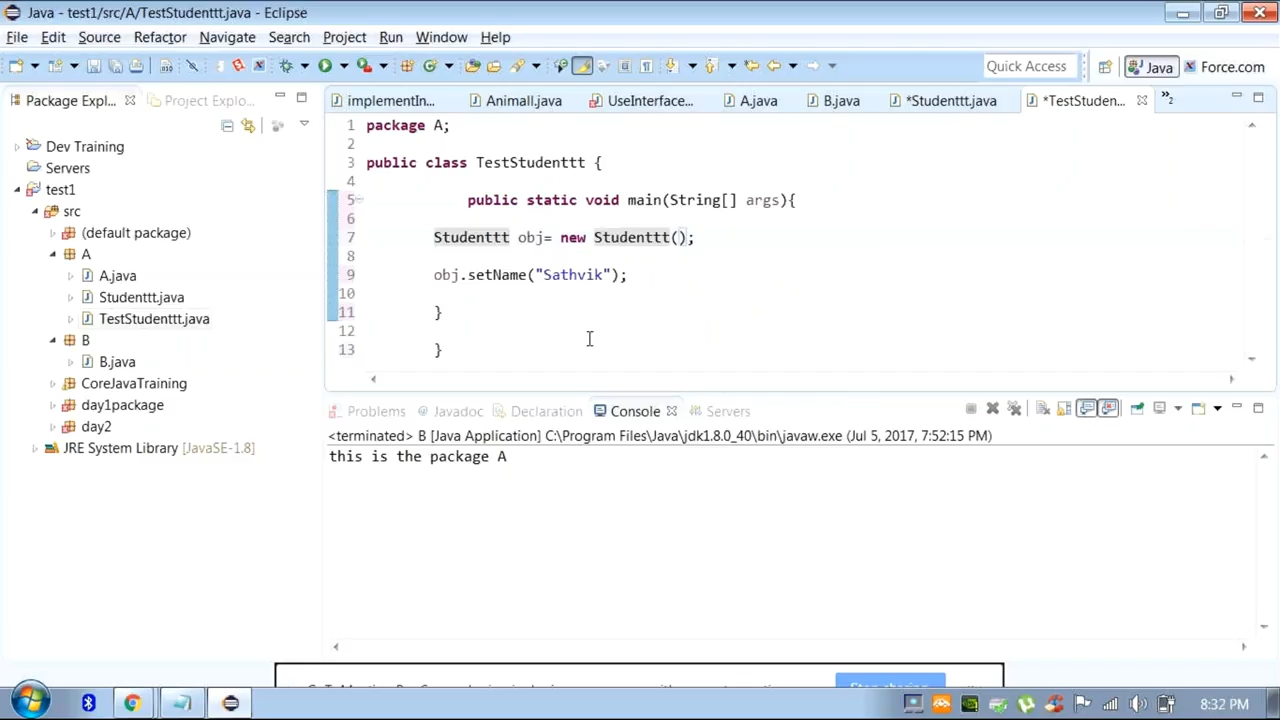 Java - test1/src/A/TestStudenttt.java - Eclipse
File Edit Source Refactor Navigate Search Project Run Window Help
Quick Access Java Force.com
Package Expl... Project Explo...
implementIn... Animall.java UseInterface... A.java B.java *Studenttt.java *TestStuden... »2
Dev Training
Servers
test1
src
(default package)
A
A.java
Studenttt.java
TestStudenttt.java
B
B.java
CoreJavaTraining
day1package
day2
JRE System Library [JavaSE-1.8]
1 package A;
2
3 public class TestStudenttt {
4
5 public static void main(String[] args){
6
7 Studenttt obj= new Studenttt();
8
9 obj.setName("Sathvik");
10
11 }
12
13 }
Problems @ Javadoc Declaration Console Servers
<terminated> B [Java Application] C:\Program Files\Java\jdk1.8.0_40\bin\javaw.exe (Jul 5, 2017, 7:52:15 PM)
this is the package A
8:32 PM